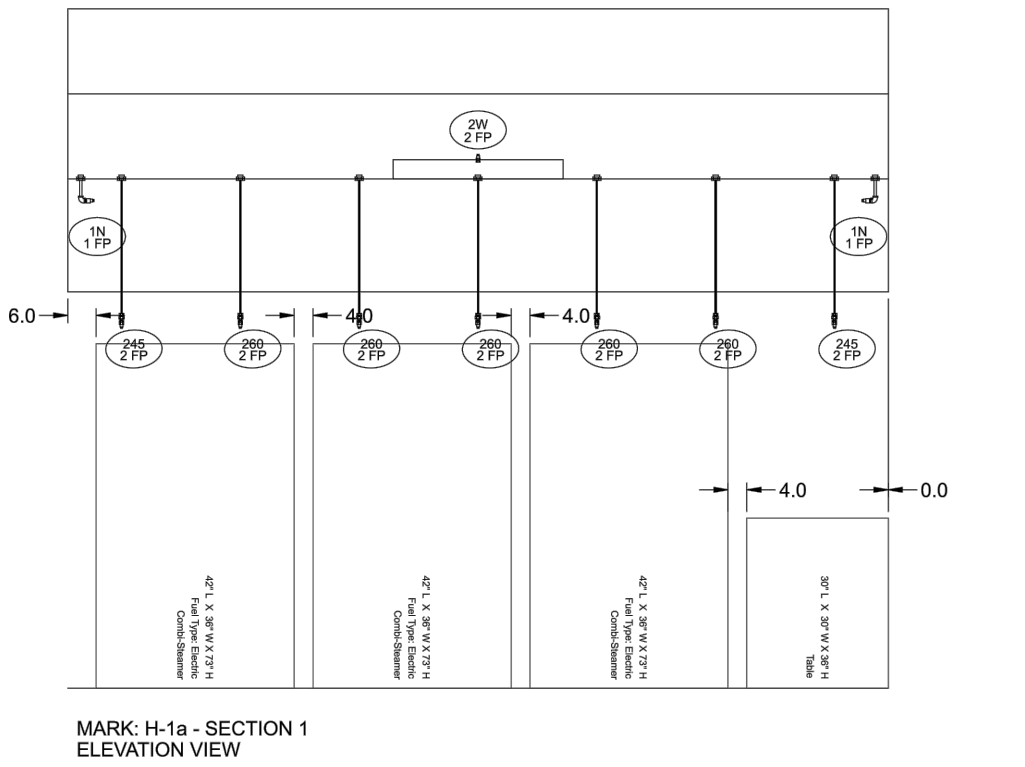 2W
2 FP
1N
1 FP
1N
1 FP
6.0
4.0
4.0
245
2 FP
260
2 FP
260
2 FP
260
2 FP
260
2 FP
260
2 FP
245
2 FP
4.0
0.0
42" L X 36" W X 73" H
Fuel Type: Electric
Combi-Steamer
42" L X 36" W X 73" H
Fuel Type: Electric
Combi-Steamer
42" L X 36" W X 73" H
Fuel Type: Electric
Combi-Steamer
30" L X 30" W X 36" H
Table
MARK: H-1a - SECTION 1
ELEVATION VIEW